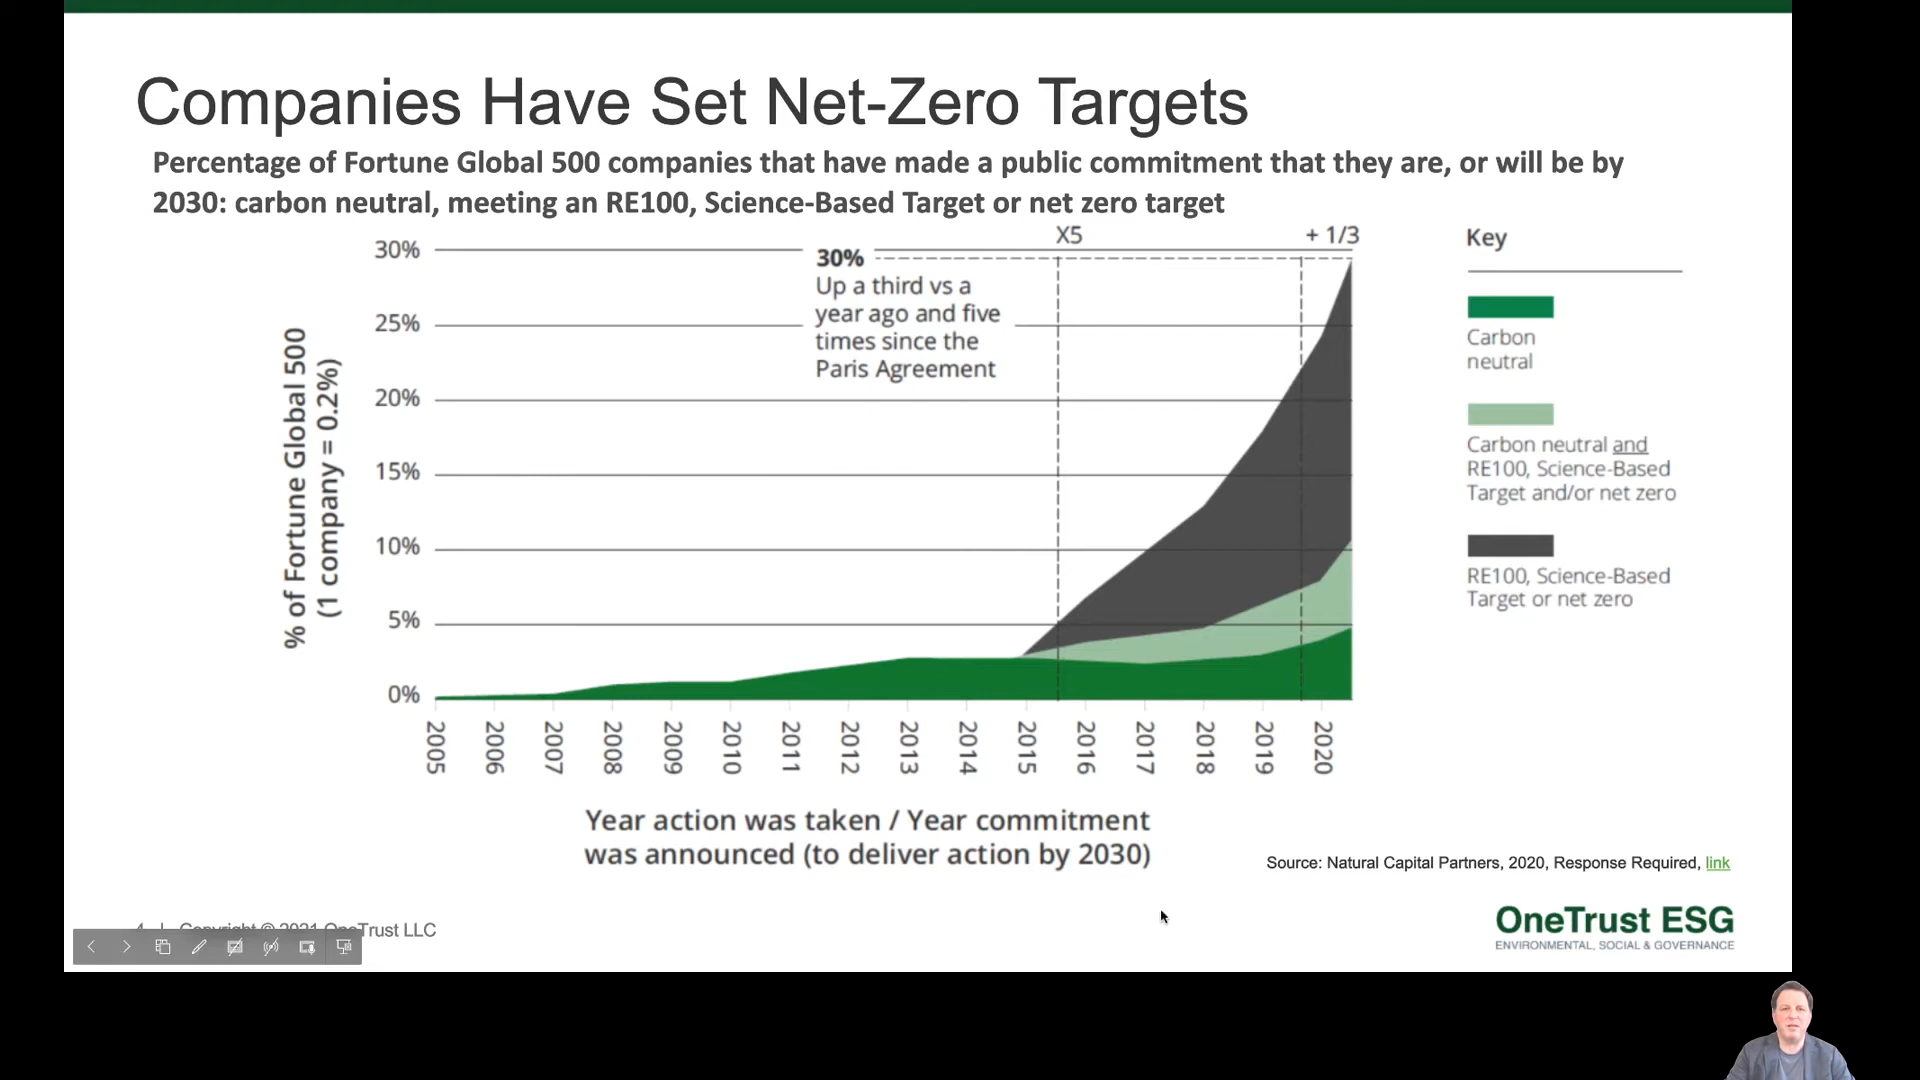 Companies Have Set Net-Zero Targets
Percentage of Fortune Global 500 companies that have made a public commitment that they are, or will be by
2030: carbon neutral, meeting an RE100, Science-Based Target or net zero target
X5
+ 1/3
30%
25%
20%
15%
10%
5%
0%
% of Fortune Global 500
(1 company = 0.2%)
30%
Up a third vs a
year ago and five
times since the
Paris Agreement
Key
Carbon
neutral
Carbon neutral and
RE100, Science-Based
Target and/or net zero
RE100, Science-Based
Target or net zero
2005
2006
2007
2008
2009
2010
2011
2012
2013
2014
2015
2016
2017
2018
2019
2020
Year action was taken / Year commitment
was announced (to deliver action by 2030)
Source: Natural Capital Partners, 2020, Response Required, link
4 | Copyright © 2021 OneTrust LLC
OneTrust ESG
ENVIRONMENTAL, SOCIAL & GOVERNANCE